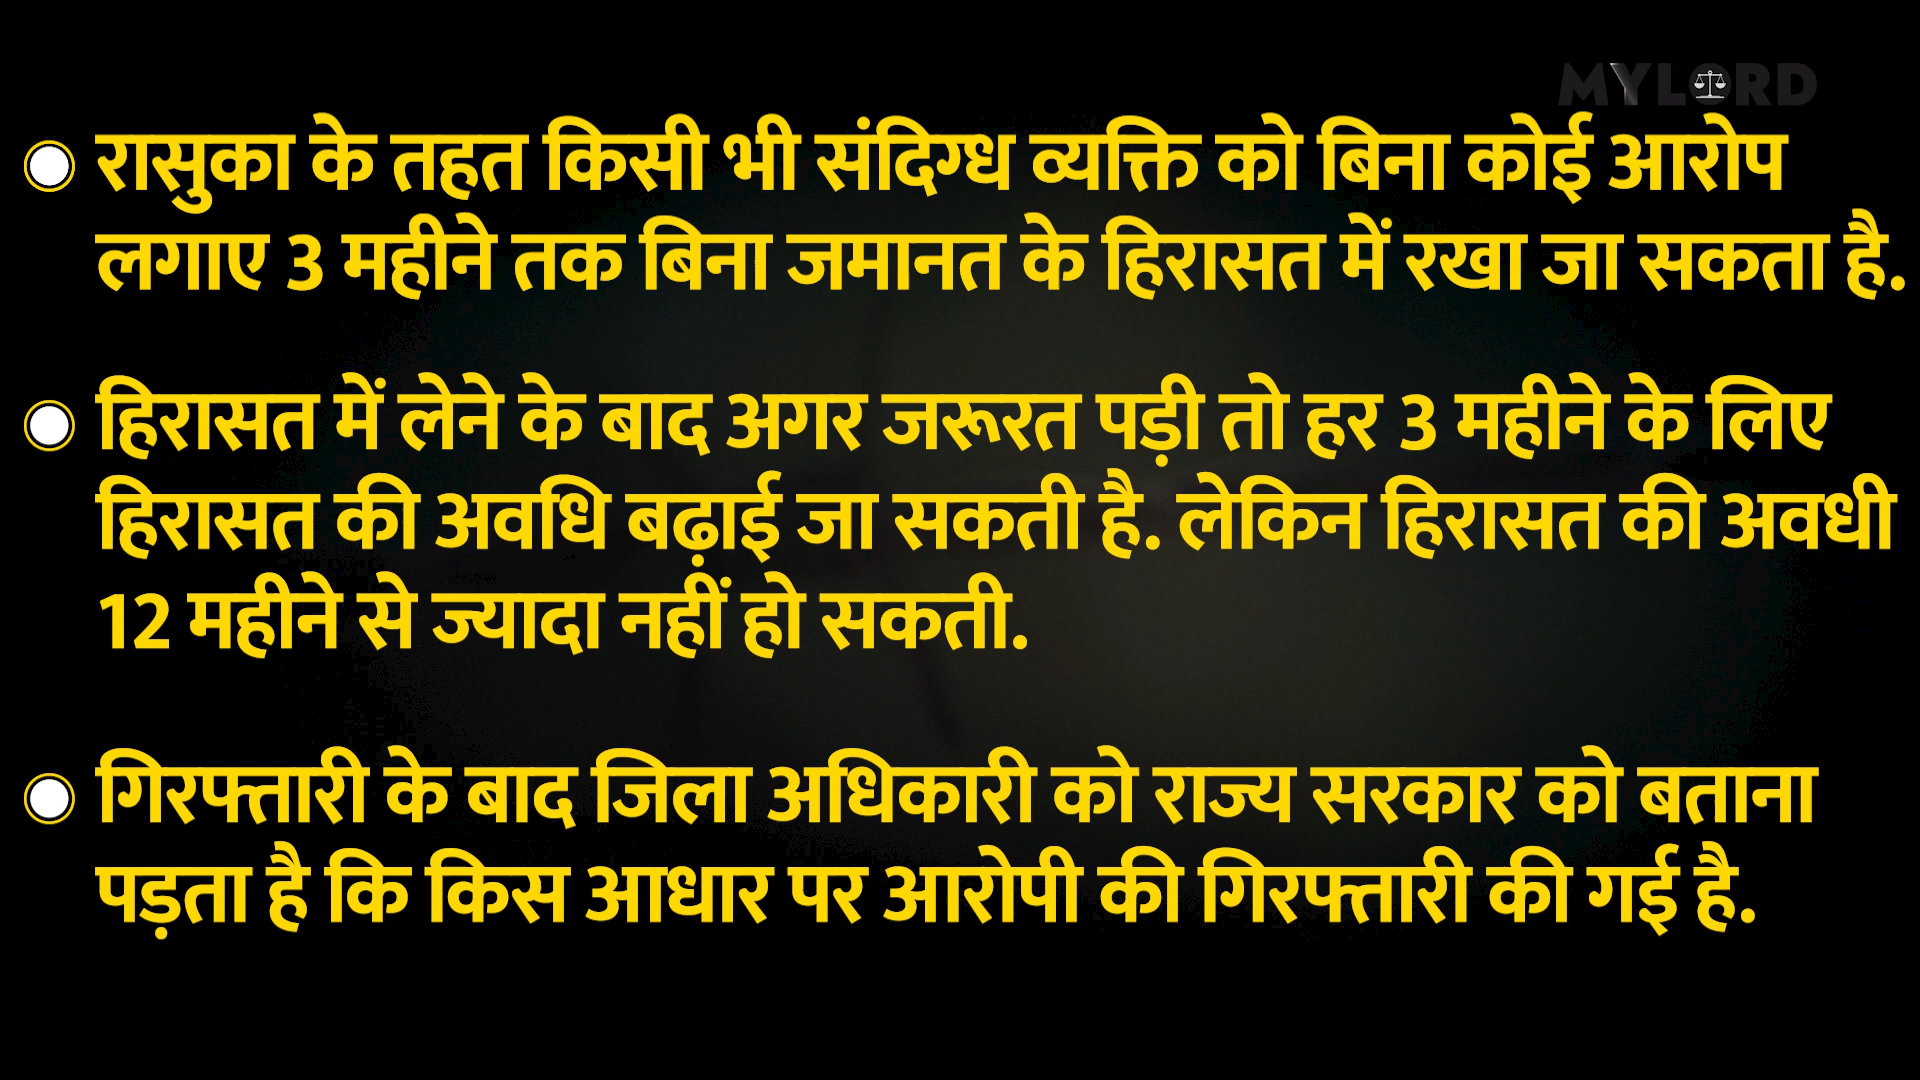 MYLORD
रासुका के तहत किसी भी संदिग्ध व्यक्ति को बिना कोई आरोप
लगाए 3 महीने तक बिना जमानत के हिरासत में रखा जा सकता है.
हिरासत में लेने के बाद अगर जरूरत पड़ी तो हर 3 महीने के लिए
हिरासत की अवधि बढ़ाई जा सकती है. लेकिन हिरासत की अवधी
12 महीने से ज्यादा नहीं हो सकती.
गिरफ्तारी के बाद जिला अधिकारी को राज्य सरकार को बताना
पड़ता है कि किस आधार पर आरोपी की गिरफ्तारी की गई है.